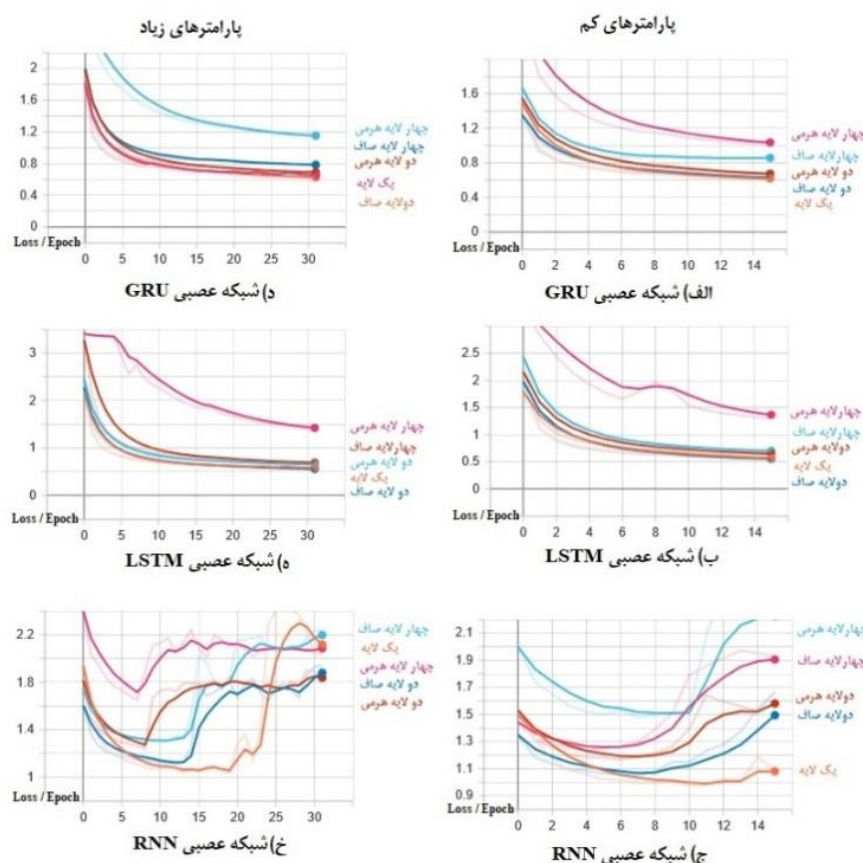 پارامترهای کم
پارامترهای زیاد
1.6
1.2
0.8
0.4
0
0 2 4 6 8 10 12 14
Loss / Epoch
چهار لایه هرمی
چهارلایه صاف
دو لایه هرمی
دو لایه صاف
یک لایه
الف) شبکه عصبی GRU
2
1.6
1.2
0.8
0.4
0
0 5 10 15 20 25 30
Loss / Epoch
چهار لایه هرمی
چهار لایه صاف
دو لایه هرمی
یک لایه
دولایه صاف
د) شبکه عصبی GRU
2.5
2
1.5
1
0.5
0
0 2 4 6 8 10 12 14
Loss / Epoch
چهارلایه هرمی
چهارلایه صاف
دولایه هرمی
یک لایه
دولایه صاف
ب) شبکه عصبی LSTM
3
2
1
0
0 5 10 15 20 25 30
Loss / Epoch
چهار لایه هرمی
چهارلایه صاف
دو لایه هرمی
یک لایه
دو لایه صاف
ه) شبکه عصبی LSTM
2.1
1.9
1.7
1.5
1.3
1.1
0.9
0 2 4 6 8 10 12 14
Loss / Epoch
چهارلایه هرمی
چهارلایه صاف
دولایه هرمی
دولایه صاف
یک لایه
ج) شبکه عصبی RNN
2.2
1.8
1.4
1
0 5 10 15 20 25 30
Loss / Epoch
چهار لایه صاف
یک لایه
چهار لایه هرمی
دو لایه صاف
دو لایه هرمی
خ) شبکه عصبی RNN